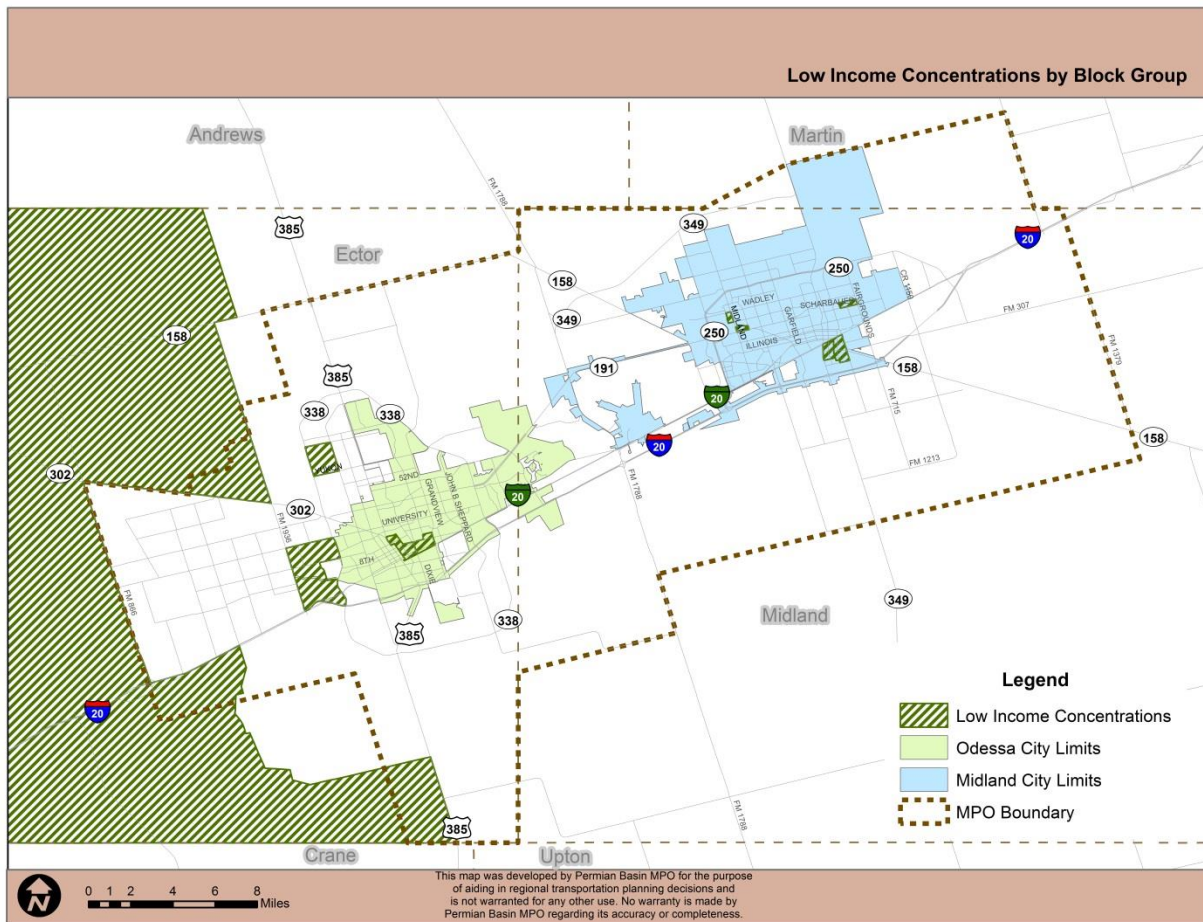 Low Income Concentrations by Block Group
Andrews
Martin
FM 1788
385
349
20
Ector
250
158
CR 1150
WADLEY
SCHARBAUER
FAIRGROUNDS
349
MIDLAND
GARFIELD
FM 307
158
250
ILLINOIS
FM 1379
191
158
385
20
FM 715
338
338
20
158
YUKON
FM 1213
302
52ND
JOHN B SHEPPARD
GRANDVIEW
FM 1788
20
302
UNIVERSITY
FM 1936
8TH
DIXIE
FM 866
349
338
Midland
385
20
Legend
Low Income Concentrations
Odessa City Limits
Midland City Limits
MPO Boundary
FM 1788
385
Crane
Upton
N
0 1 2 4 6 8
Miles
This map was developed by Permian Basin MPO for the purpose
of aiding in regional transportation planning decisions and
is not warranted for any other use. No warranty is made by
Permian Basin MPO regarding its accuracy or completeness.